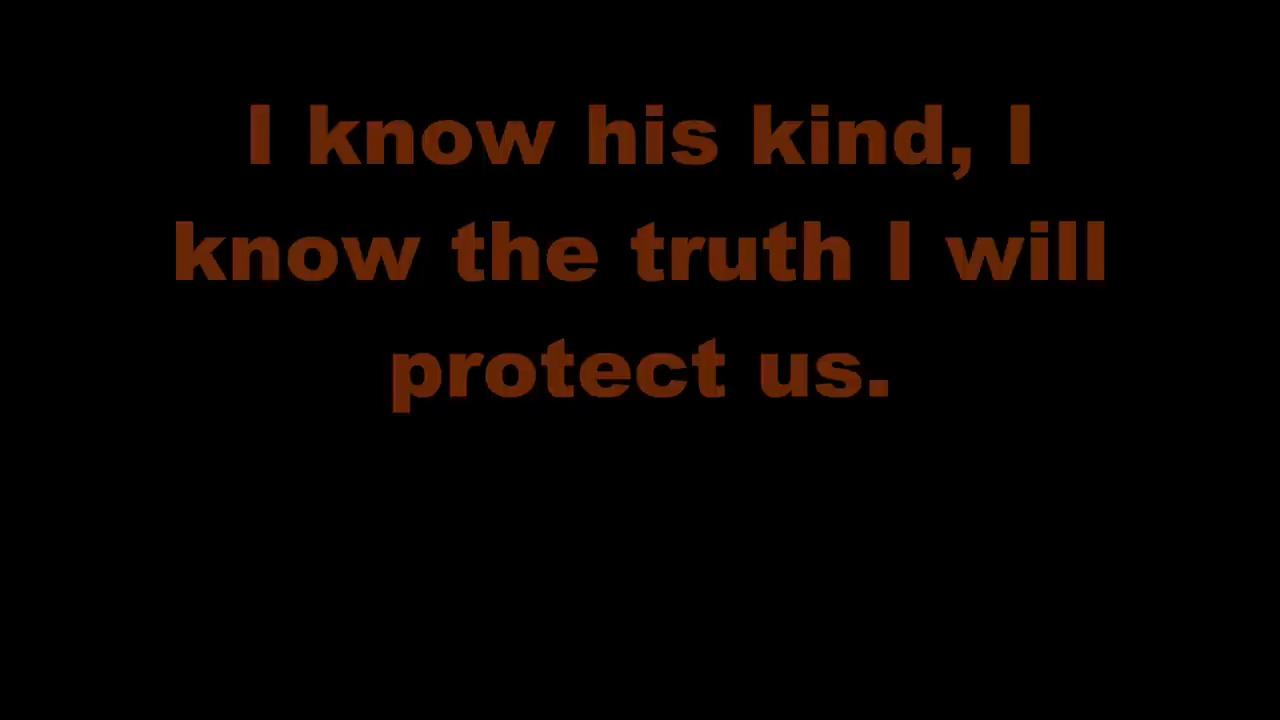 I know his kind, I
know the truth I will
protect us.